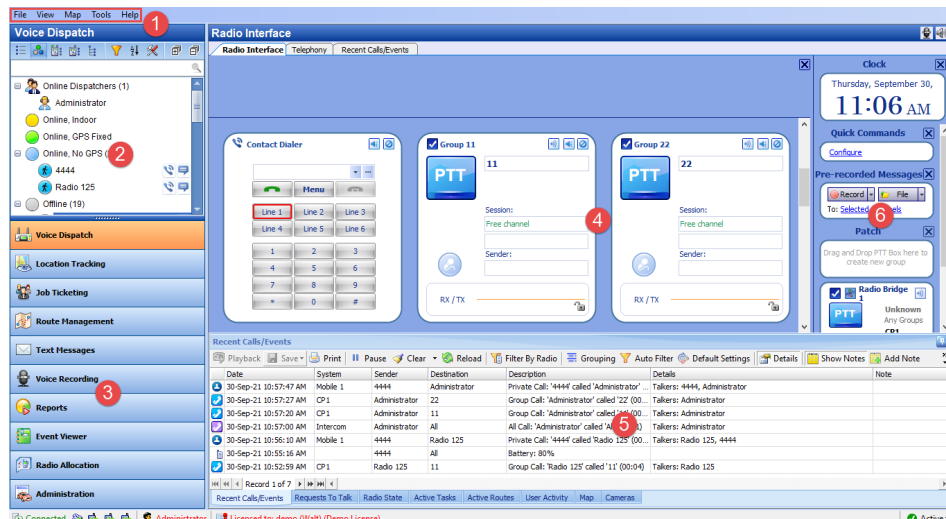 File View Map Tools Help
1
Voice Dispatch
Online Dispatchers (1)
Administrator
Online, Indoor
Online, GPS Fixed
Online, No GPS (
2
4444
Radio 125
Offline (19)
Voice Dispatch
Location Tracking
Job Ticketing
Route Management
Text Messages
Voice Recording
3
Reports
Event Viewer
Radio Allocation
Administration
Radio Interface
Radio Interface Telephony Recent Calls/Events
Contact Dialer
Menu
Line 1 Line 2 Line 3
Line 4 Line 5 Line 6
1 2 3
4 5 6
7 8 9
* 0 #
Group 11
PTT
11
Session:
Free channel
Sender:
RX / TX
4
Group 22
PTT
22
Session:
Free channel
Sender:
RX / TX
Clock
Thursday, September 30,
11:06 AM
Quick Commands
Configure
Pre-recorded Messages
Record File
To: Selected
6
Patch
Drag and Drop PTT Box here to
create new group
Radio Bridge
1
PTT
Unknown
Any Groups
CP1
Recent Calls/Events
Playback Save Print Pause Clear Reload Filter By Radio Grouping Auto Filter Default Settings Details Show Notes Add Note
Date System Sender Destination Description Details Note
30-Sep-21 10:57:47 AM Mobile 1 4444 Administrator Private Call: '4444' called 'Administrator' ... Talkers: 4444, Administrator
30-Sep-21 10:57:27 AM CP1 Administrator 22 Group Call: 'Administrator' called '22' (00... Talkers: Administrator
30-Sep-21 10:57:20 AM CP1 Administrator 11 Group Call: 'Administrator' called (00... Talkers: Administrator
30-Sep-21 10:57:00 AM Intercom Administrator All All Call: 'Administrator' called Talkers: Administrator
5
30-Sep-21 10:56:10 AM Mobile 1 4444 Radio 125 Private Call: '4444' called 'Radio 125' (00... Talkers: Radio 125, 4444
30-Sep-21 10:55:16 AM 4444 All Battery: 80%
30-Sep-21 10:52:59 AM CP1 Radio 125 11 Group Call: 'Radio 125' called '11' (00:04) Talkers: Radio 125
Record 1 of 7
Recent Calls/Events Requests To Talk Radio State Active Tasks Active Routes User Activity Map Cameras
Connected Administrator Licensed to: demo (Walt) (Demo License) Active